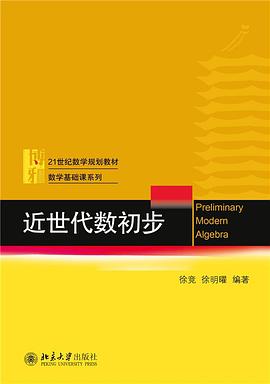 博雅
21世纪数学规划教材
数学基础课系列
近世代数初步
Preliminary
Modern
Algebra
徐竞 徐明曜 编著
北京大学出版社
PEKING UNIVERSITY PRESS